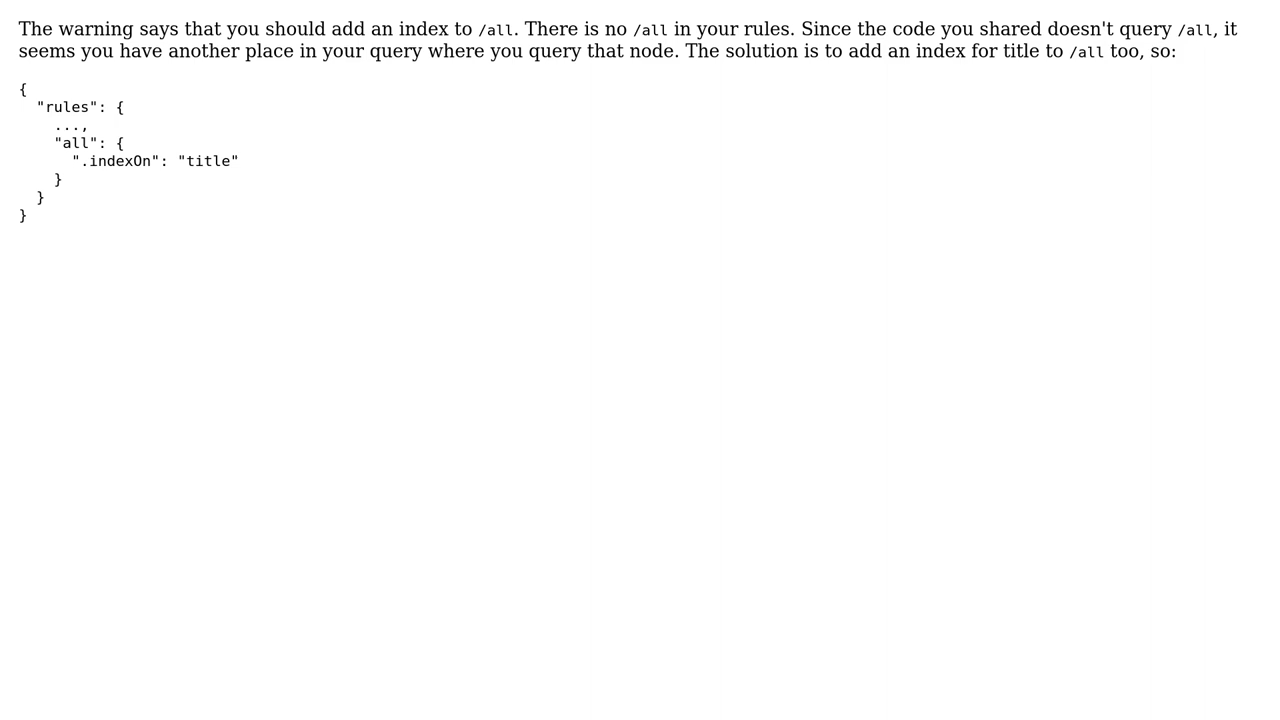 The warning says that you should add an index to /all. There is no /all in your rules. Since the code you shared doesn't query /all, it
seems you have another place in your query where you query that node. The solution is to add an index for title to /all too, so:
{
  "rules": {
    ...,
    "all": {
      ".indexOn": "title"
    }
  }
}